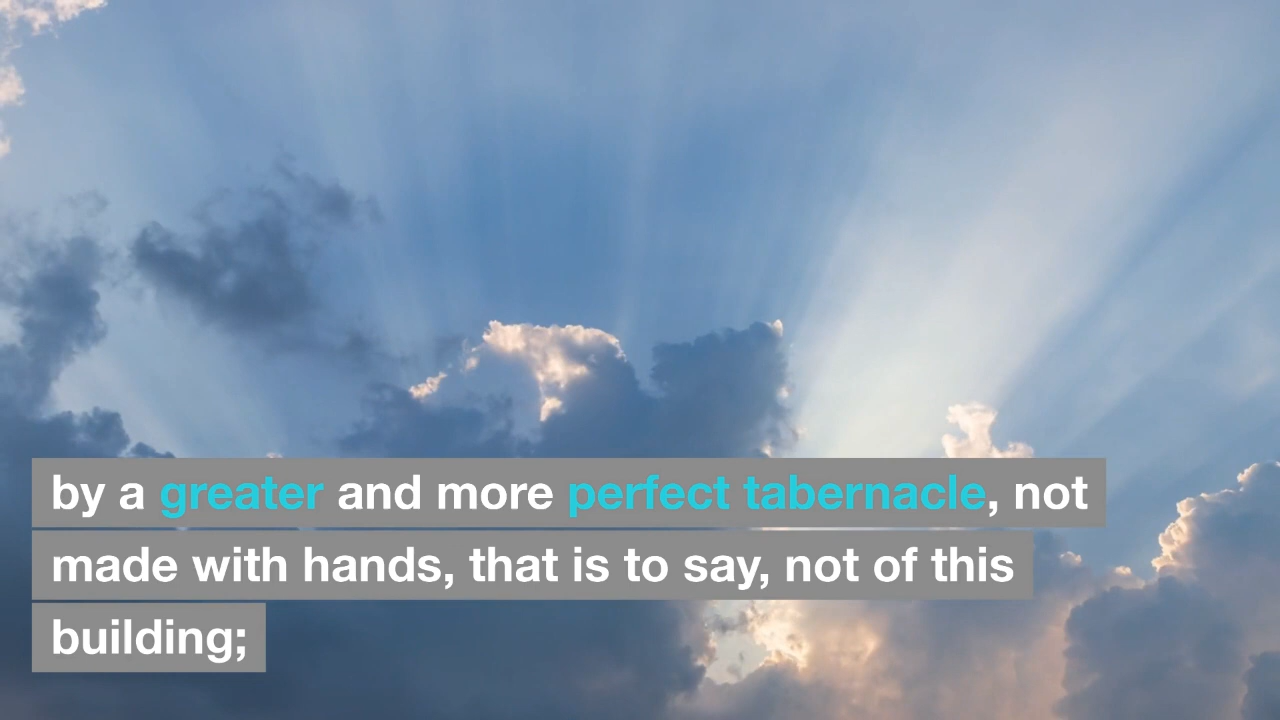 by a greater and more perfect tabernacle, not
made with hands, that is to say, not of this
building;